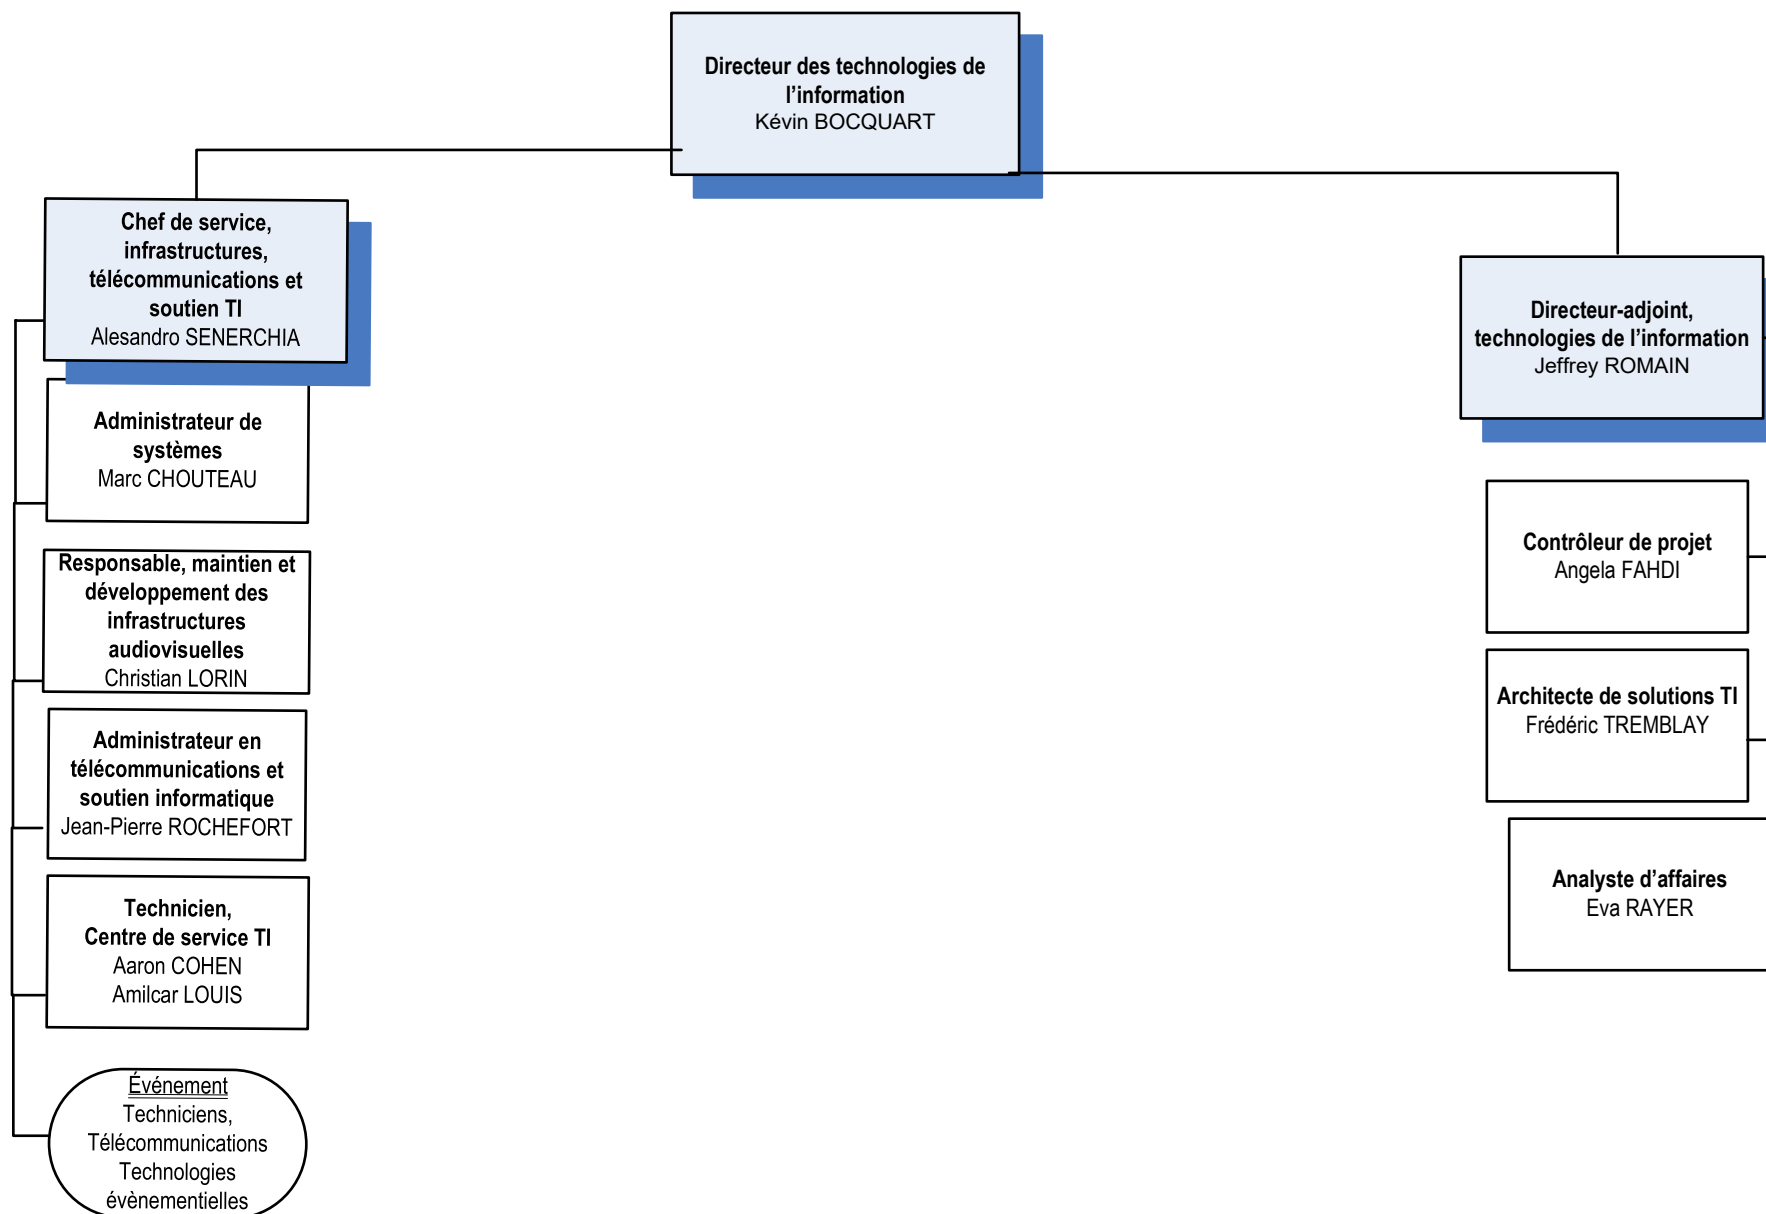 Directeur des technologies de
l’information
Kévin BOCQUART
Chef de service,
infrastructures,
télécommunications et
soutien TI
Alesandro SENERCHIA
Administrateur de
systèmes
Marc CHOUTEAU
Responsable, maintien et
développement des
infrastructures
audiovisuelles
Christian LORIN
Administrateur en
télécommunications et
soutien informatique
Jean-Pierre ROCHEFORT
Technicien,
Centre de service TI
Aaron COHEN
Amilcar LOUIS
Événement
Techniciens,
Télécommunications
Technologies
évènementielles
Directeur-adjoint,
technologies de l’information
Jeffrey ROMAIN
Contrôleur de projet
Angela FAHDI
Architecte de solutions TI
Frédéric TREMBLAY
Analyste d’affaires
Eva RAYER